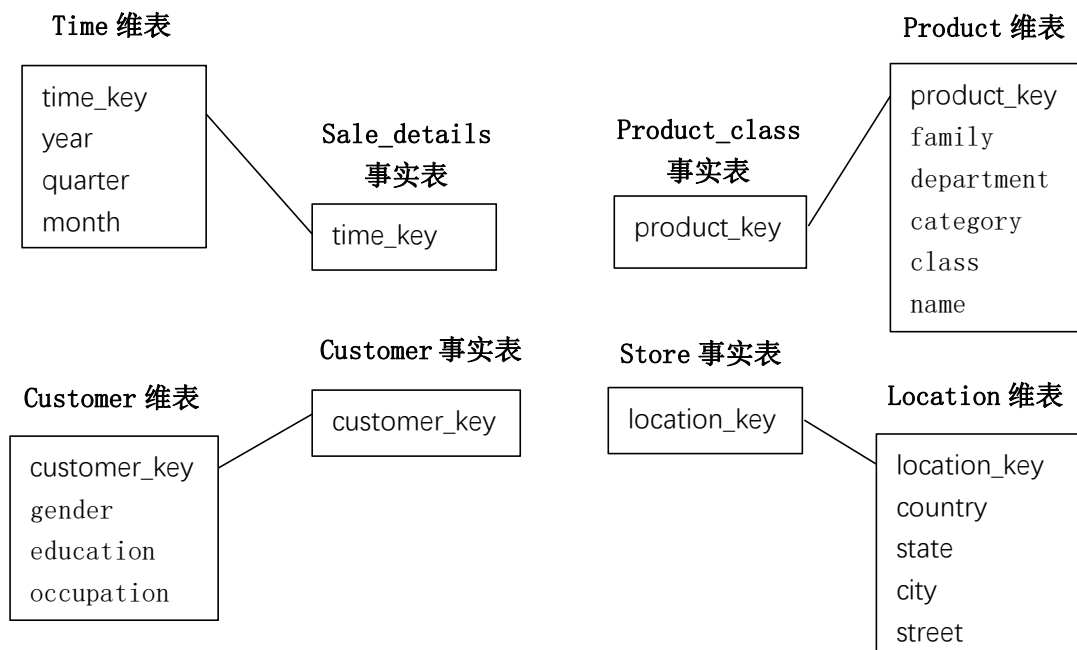 Time 维表
time_key
year
quarter
month
Sale_details
事实表
time_key
Product_class
事实表
product_key
Product 维表
product_key
family
department
category
class
name
Customer 维表
customer_key
gender
education
occupation
Customer 事实表
customer_key
Store 事实表
location_key
Location 维表
location_key
country
state
city
street